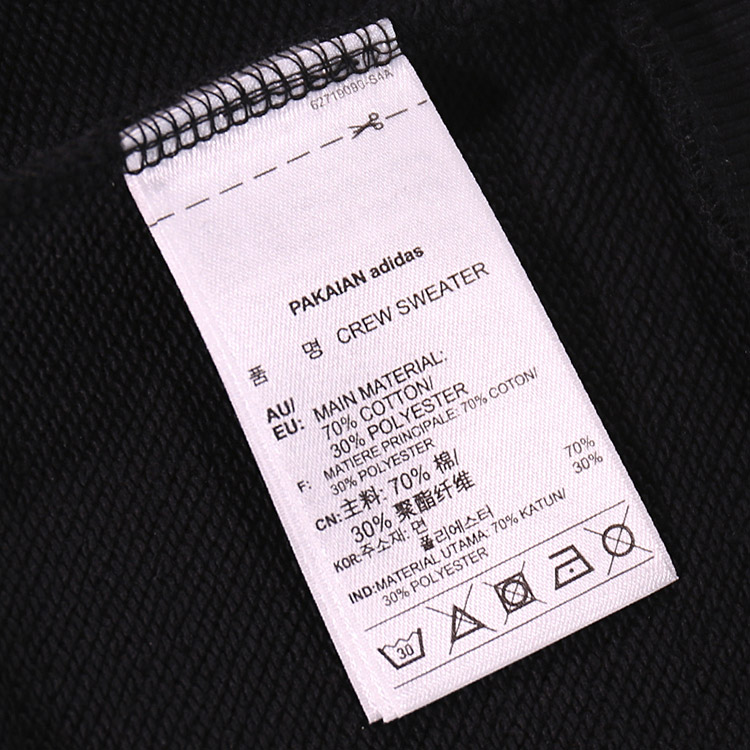 62719090-S4A
PAKAIAN adidas
품 명 CREW SWEATER
AU/ MAIN MATERIAL:
EU: 70% COTTON/
30% POLYESTER
F: MATIERE PRINCIPALE: 70% COTON/
30% POLYESTER
CN: 主料: 70% 棉/
30% 聚酯纤维
KOR: 주소재: 면 70%
폴리에스터 30%
IND: MATERIAL UTAMA: 70% KATUN/
30% POLYESTER
30